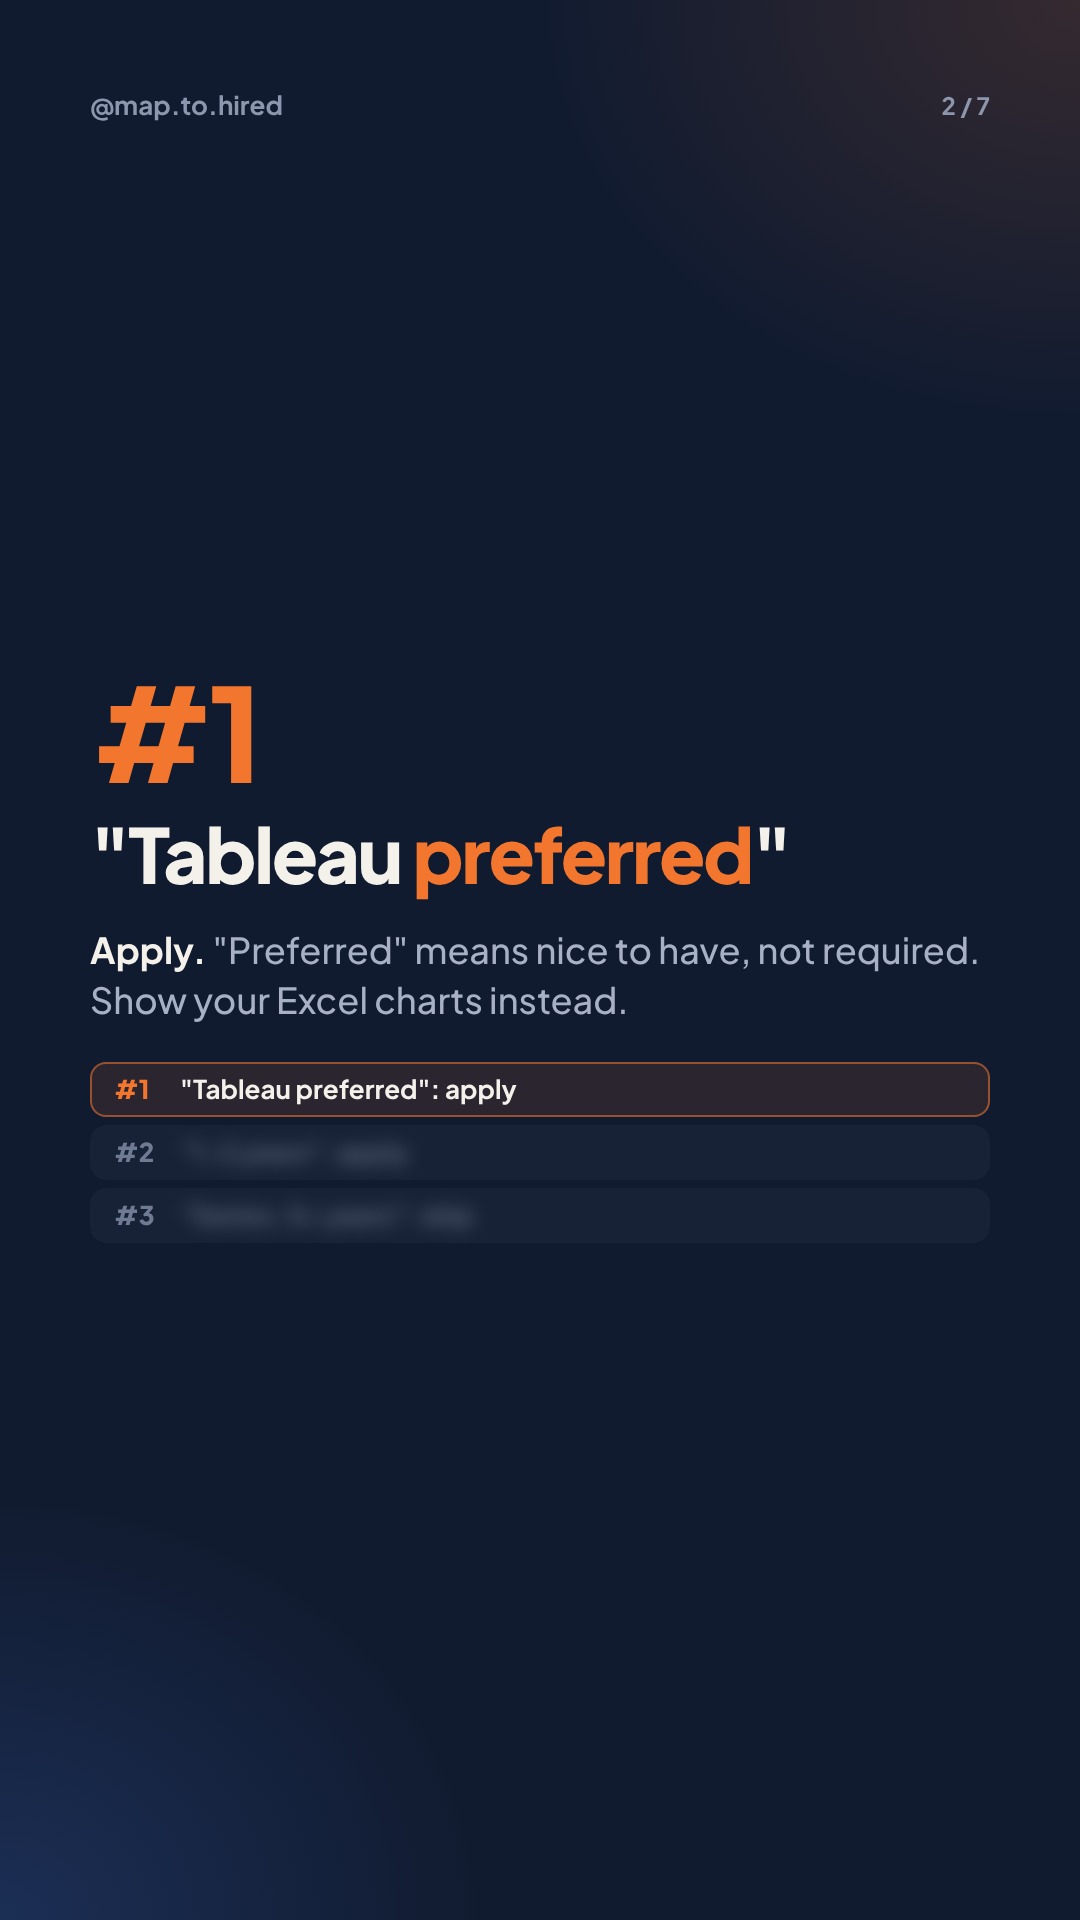 @map.to.hired
2 / 7
#1
"Tableau preferred"
Apply. "Preferred" means nice to have, not required.
Show your Excel charts instead.
#1 "Tableau preferred": apply
#2
#3